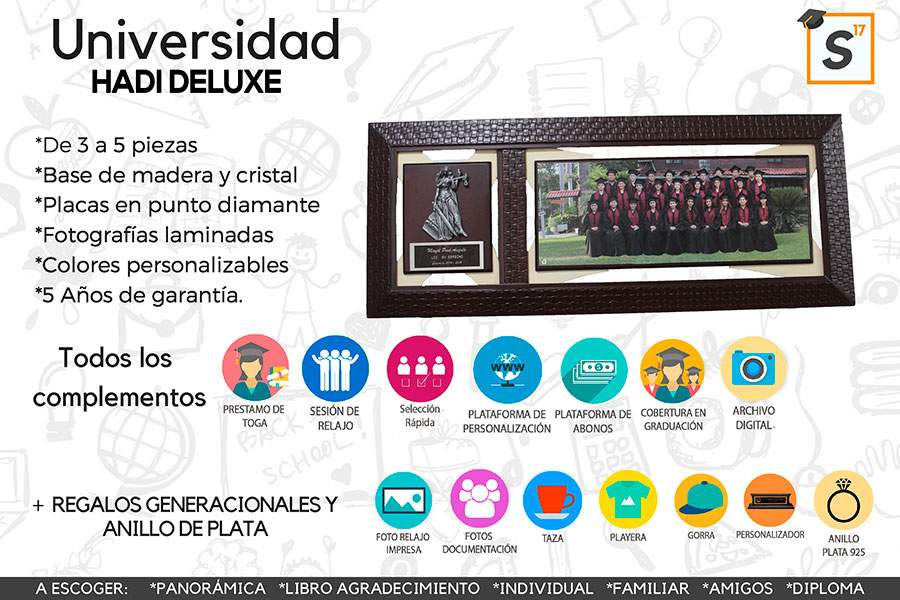 Universidad
HADI DELUXE
S 17
*De 3 a 5 piezas
*Base de madera y cristal
*Placas en punto diamante
*Fotografías laminadas
*Colores personalizables
*5 Años de garantía.
Todos los
complementos
PRESTAMO DE
TOGA
SESIÓN DE
RELAJO
Selección
Rápida
WWW
PLATAFORMA DE
PERSONALIZACIÓN
PLATAFORMA DE
ABONOS
COBERTURA EN
GRADUACIÓN
ARCHIVO
DIGITAL
+ REGALOS GENERACIONALES Y
ANILLO DE PLATA
FOTO RELAJO
IMPRESA
FOTOS
DOCUMENTACIÓN
TAZA
PLAYERA
GORRA
PERSONALIZADOR
ANILLO
PLATA 925
BACK
SCHOOL
A ESCOGER: *PANORÁMICA *LIBRO AGRADECIMIENTO *INDIVIDUAL *FAMILIAR *AMIGOS *DIPLOMA